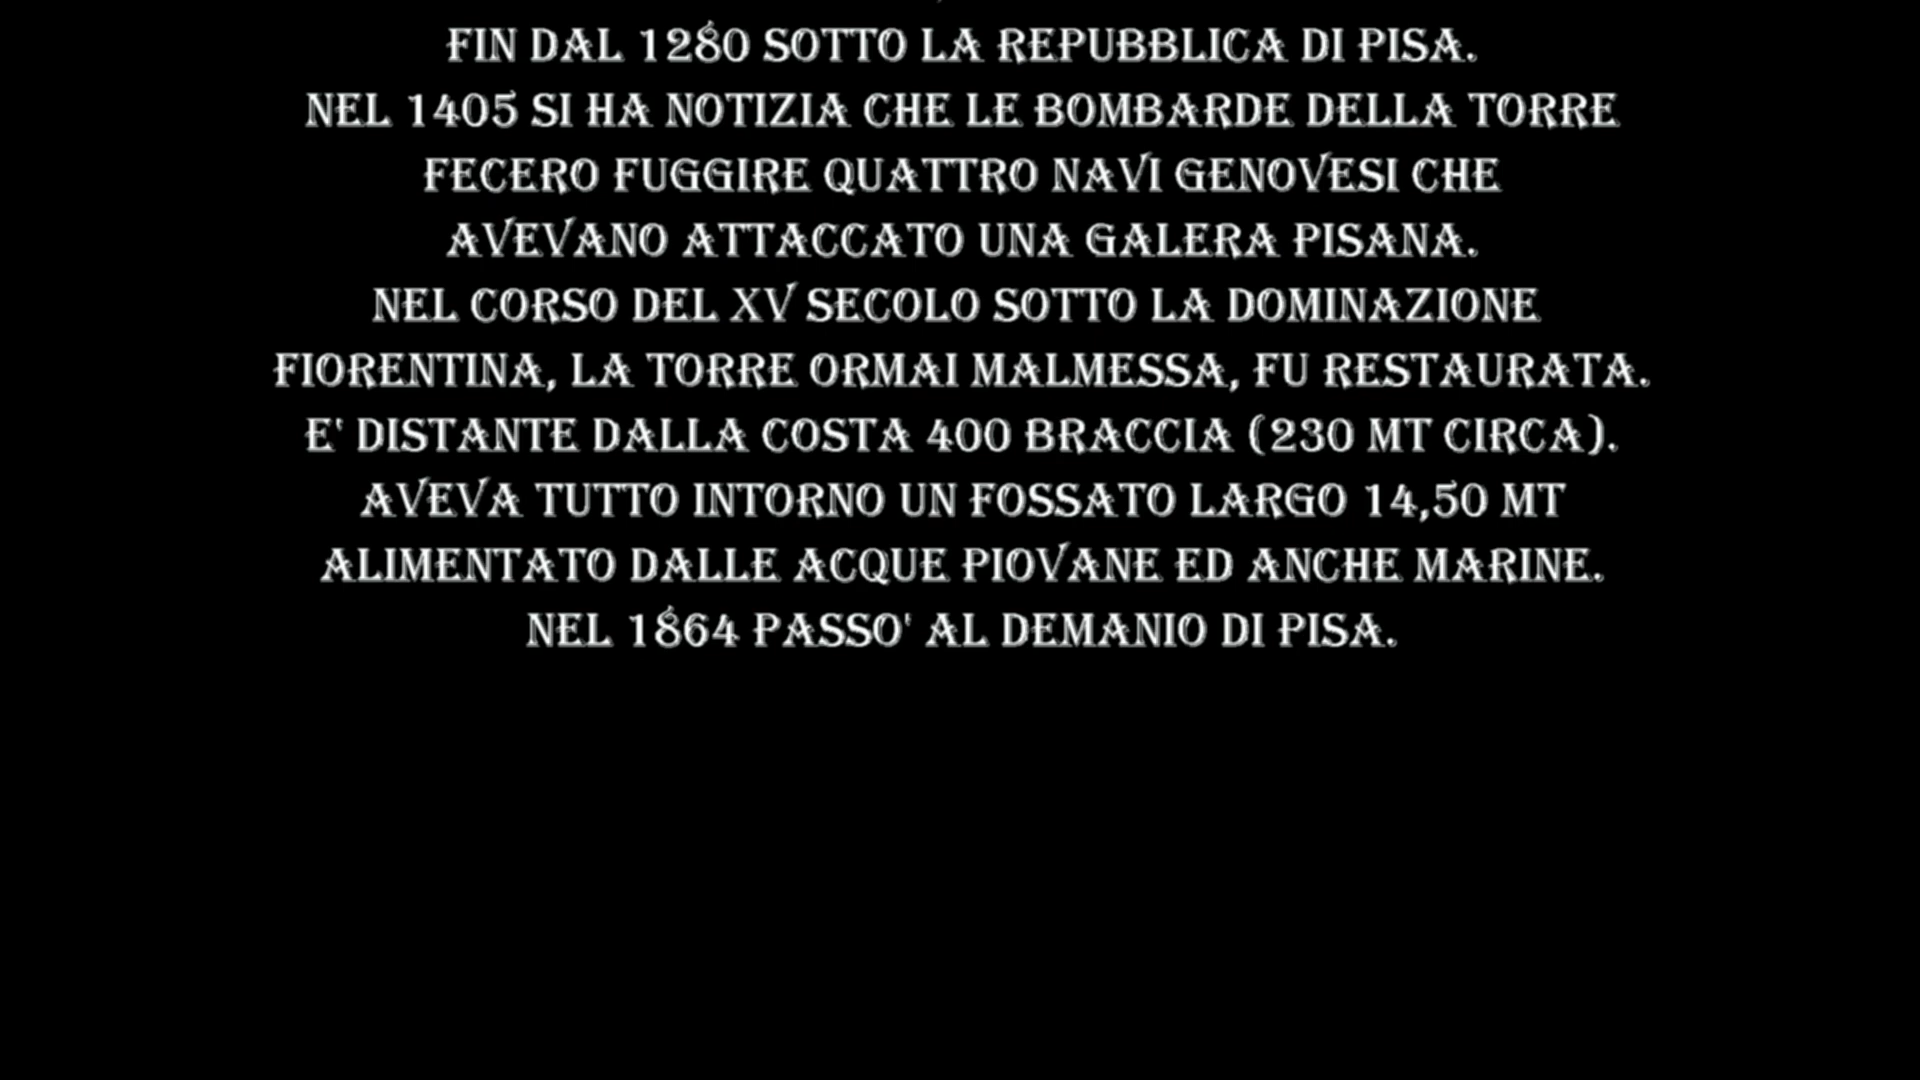 FIN DAL 1280 SOTTO LA REPUBBLICA DI PISA.
NEL 1405 SI HA NOTIZIA CHE LE BOMBARDE DELLA TORRE
FECERO FUGGIRE QUATTRO NAVI GENOVESI CHE
AVEVANO ATTACCATO UNA GALERA PISANA.
NEL CORSO DEL XV SECOLO SOTTO LA DOMINAZIONE
FIORENTINA, LA TORRE ORMAI MALMESSA, FU RESTAURATA.
E' DISTANTE DALLA COSTA 400 BRACCIA (230 MT CIRCA).
AVEVA TUTTO INTORNO UN FOSSATO LARGO 14,50 MT
ALIMENTATO DALLE ACQUE PIOVANE ED ANCHE MARINE.
NEL 1864 PASSO' AL DEMANIO DI PISA.